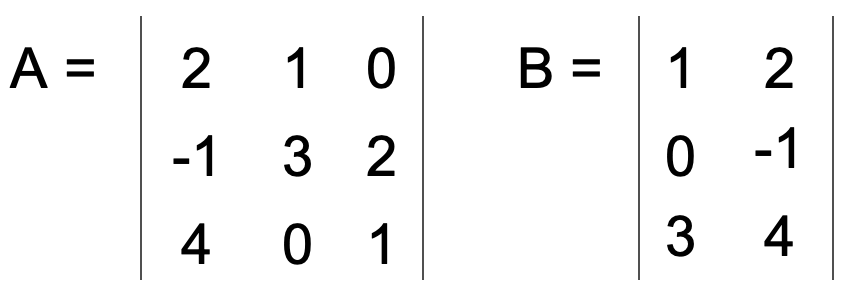 A = | 2 1 0 | B = | 1 2 |
| -1 3 2 | | 0 -1 |
| 4 0 1 | | 3 4 |